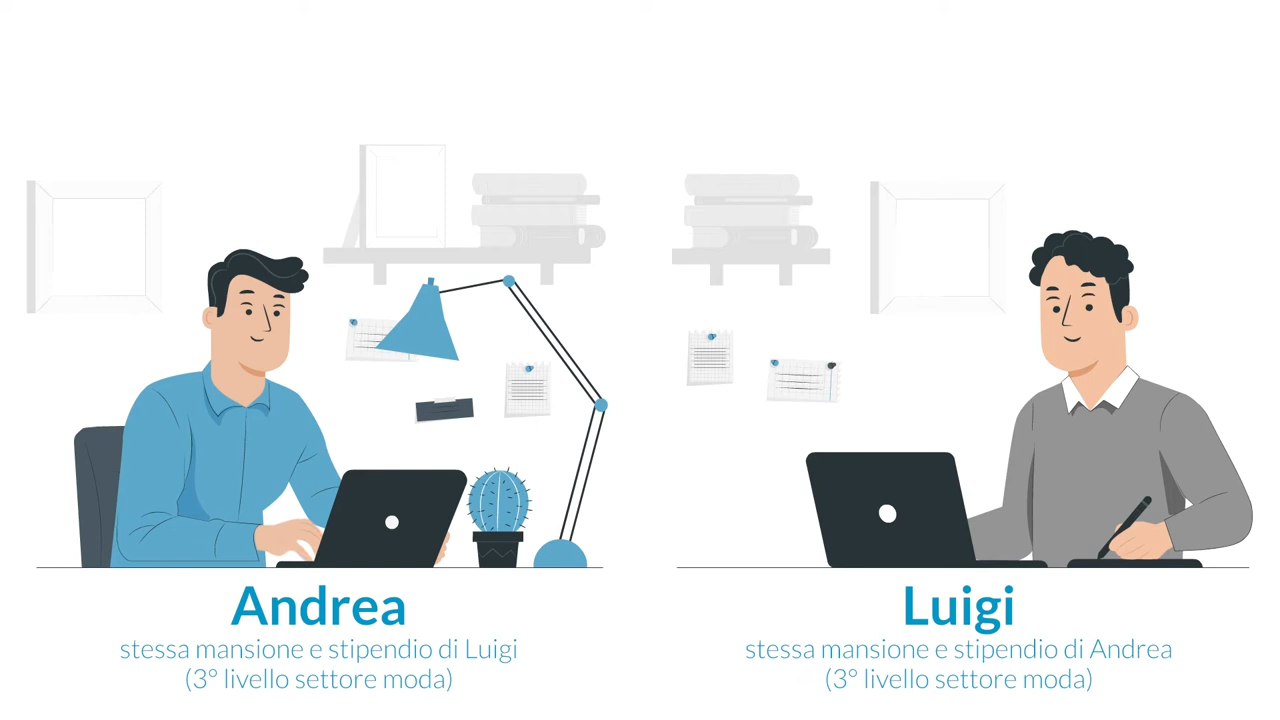 Andrea
stessa mansione e stipendio di Luigi
(3° livello settore moda)
Luigi
stessa mansione e stipendio di Andrea
(3° livello settore moda)